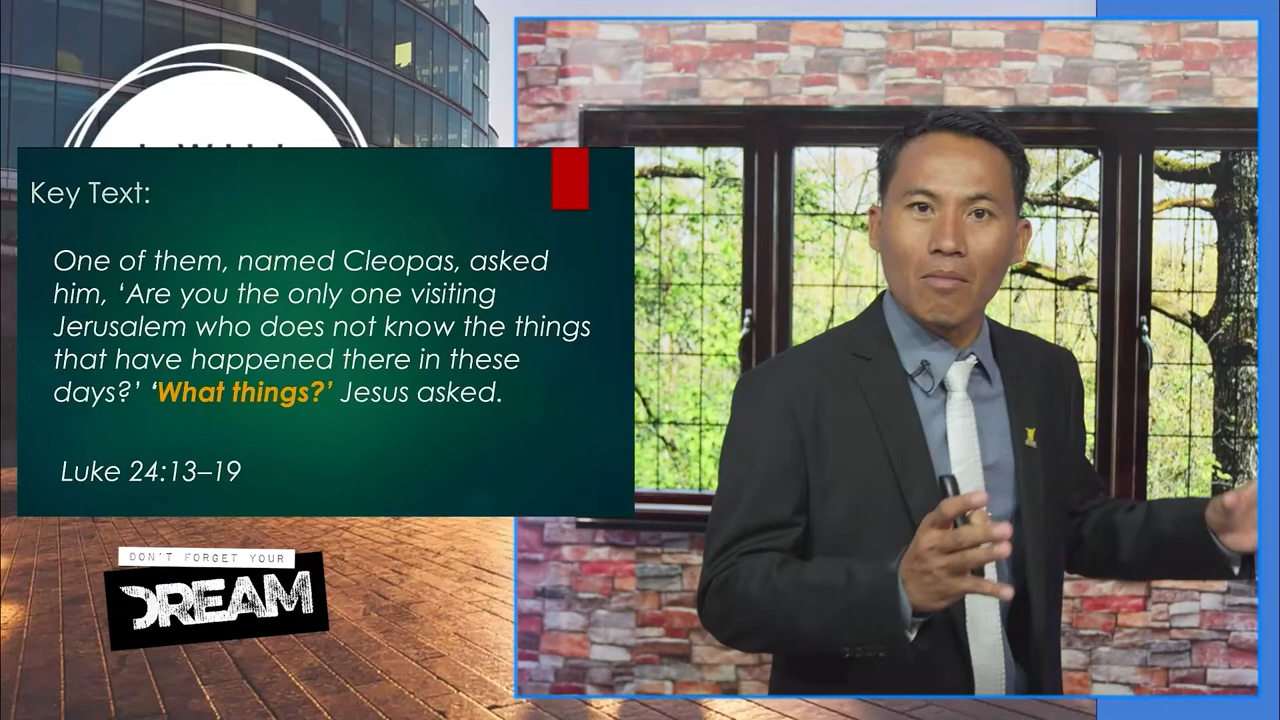 Key Text:
One of them, named Cleopas, asked
him, ‘Are you the only one visiting
Jerusalem who does not know the things
that have happened there in these
days?’ ‘What things?’ Jesus asked.
Luke 24:13–19
DON'T FORGET YOUR
DREAM